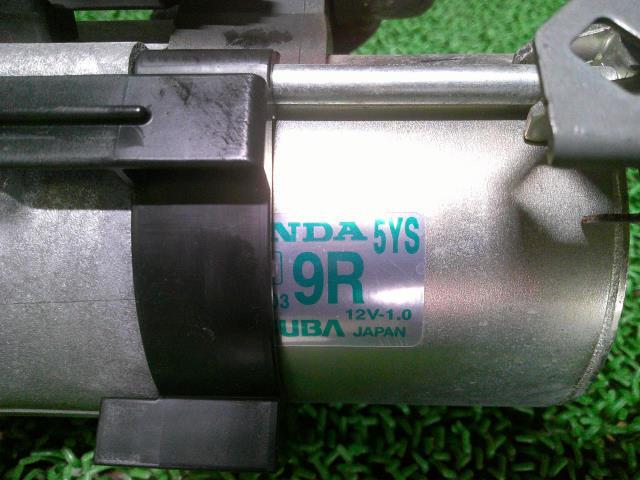 NDA 5YS
9R
3
12V-1.0
UBA JAPAN